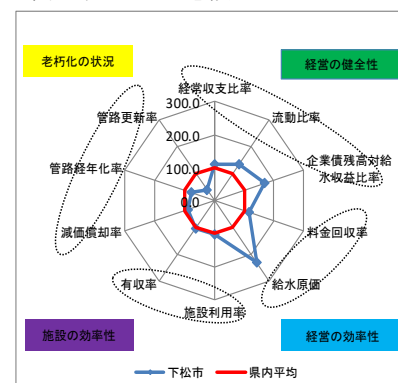 老朽化の状況
経営の健全性
経常収支比率
流動比率
企業債残高対給
水収益比率
料金回収率
給水原価
施設利用率
有収率
減価償却率
管路経年化率
管路更新率
300.0
200.0
100.0
0.0
施設の効率性
経営の効率性
下松市
県内平均